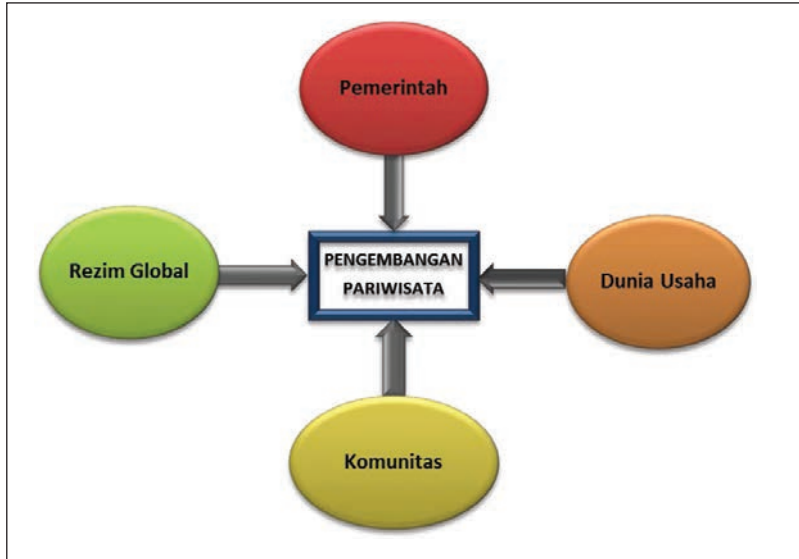 Pemerintah
Rezim Global
PENGEMBANGAN
PARIWISATA
Dunia Usaha
Komunitas